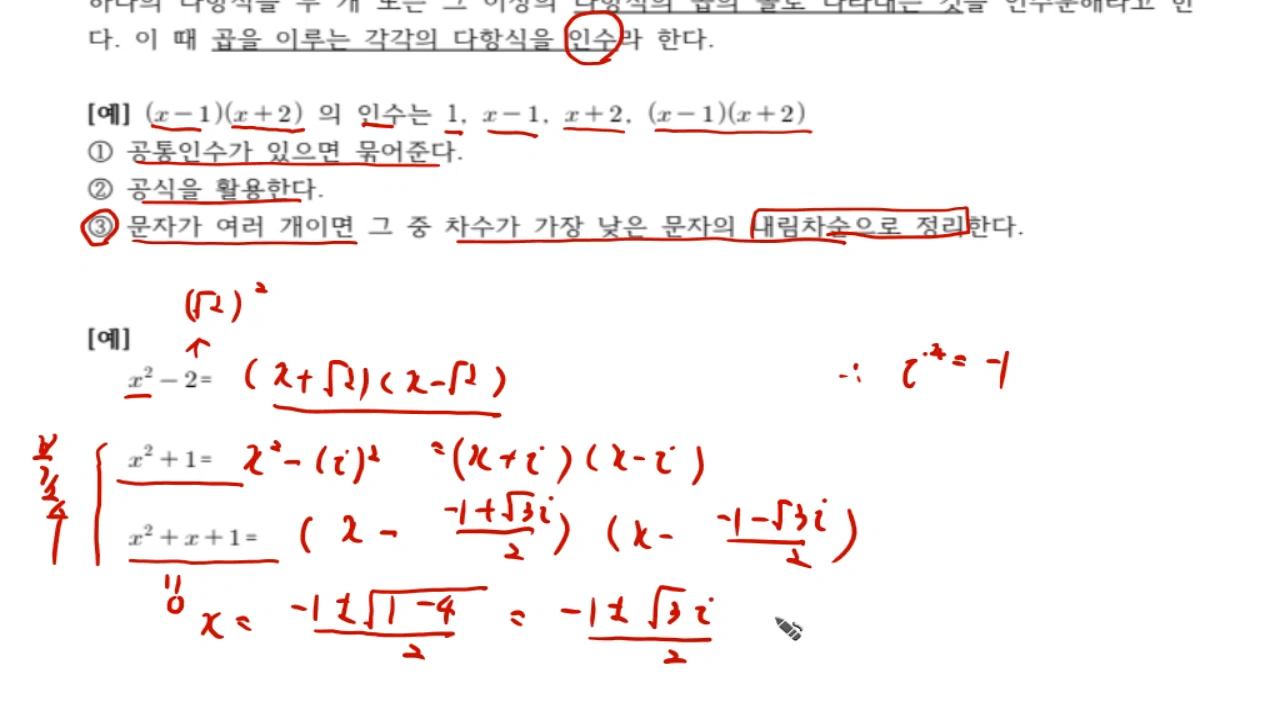 다. 이 때 곱을 이루는 각각의 다항식을 인수라 한다.
[예] (x-1)(x+2) 의 인수는 1, x-1, x+2, (x-1)(x+2)
① 공통인수가 있으면 묶어준다.
② 공식을 활용한다.
③ 문자가 여러 개이면 그 중 차수가 가장 낮은 문자의 내림차순으로 정리한다.
(√2)²
[예]
x²-2= (x+√2)(x-√2)
∴ i²=-1
x²+1= x²-(i)² =(x+i)(x-i)
x²+x+1= (x- (-1+√3i)/2) (x- (-1-√3i)/2)
=0
x= (-1±√(1-4))/2 = (-1±√3i)/2